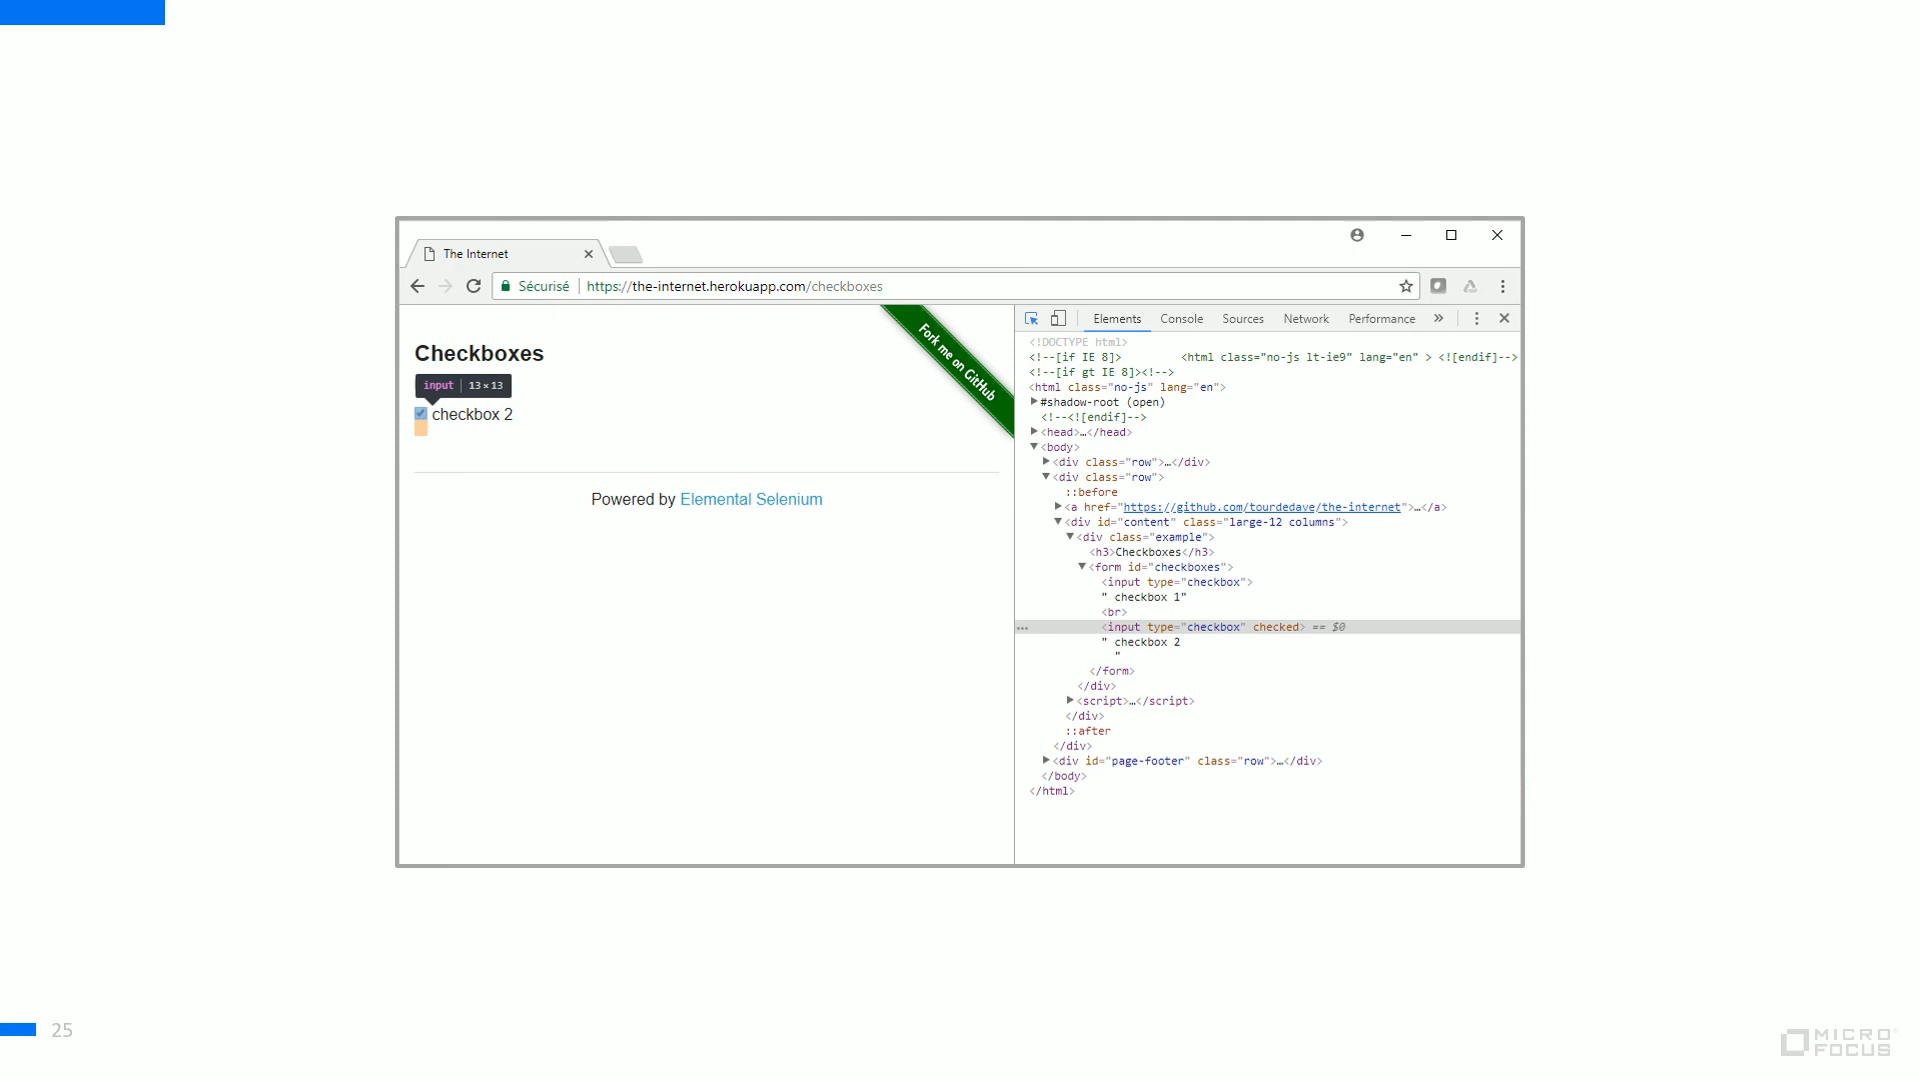 The Internet
Sécurisé
https://the-internet.herokuapp.com/checkboxes
Checkboxes
input 13×13
checkbox 2
Fork me on GitHub
Powered by Elemental Selenium
Elements Console Sources Network Performance »
<!DOCTYPE html>
<!--[if IE 8]> <html class="no-js lt-ie9" lang="en" > <![endif]-->
<!--[if gt IE 8]><!-->
<html class="no-js" lang="en">
#shadow-root (open)
<!--<![endif]-->
<head>…</head>
<body>
<div class="row">…</div>
<div class="row">
::before
<a href="https://github.com/tourdedave/the-internet">…</a>
<div id="content" class="large-12 columns">
<div class="example">
<h3>Checkboxes</h3>
<form id="checkboxes">
<input type="checkbox">
" checkbox 1"
<br>
… <input type="checkbox" checked> == $0
" checkbox 2
"
</form>
</div>
<script>…</script>
</div>
::after
</div>
<div id="page-footer" class="row">…</div>
</body>
</html>
25
MICRO
FOCUS